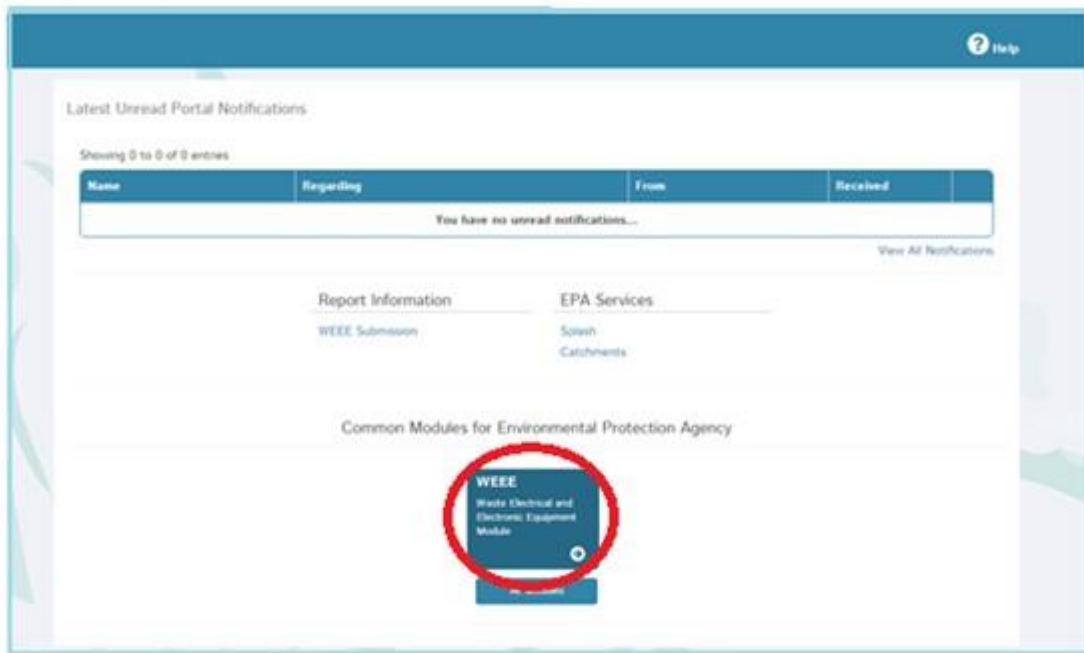 ? Help
Latest Unread Portal Notifications
Showing 0 to 0 of 0 entries
Name Regarding From Received
You have no unread notifications...
View All Notifications
Report Information EPA Services
WEEE Submission Splash
Catchments
Common Modules for Environmental Protection Agency
WEEE
Waste Electrical and
Electronic Equipment
Module